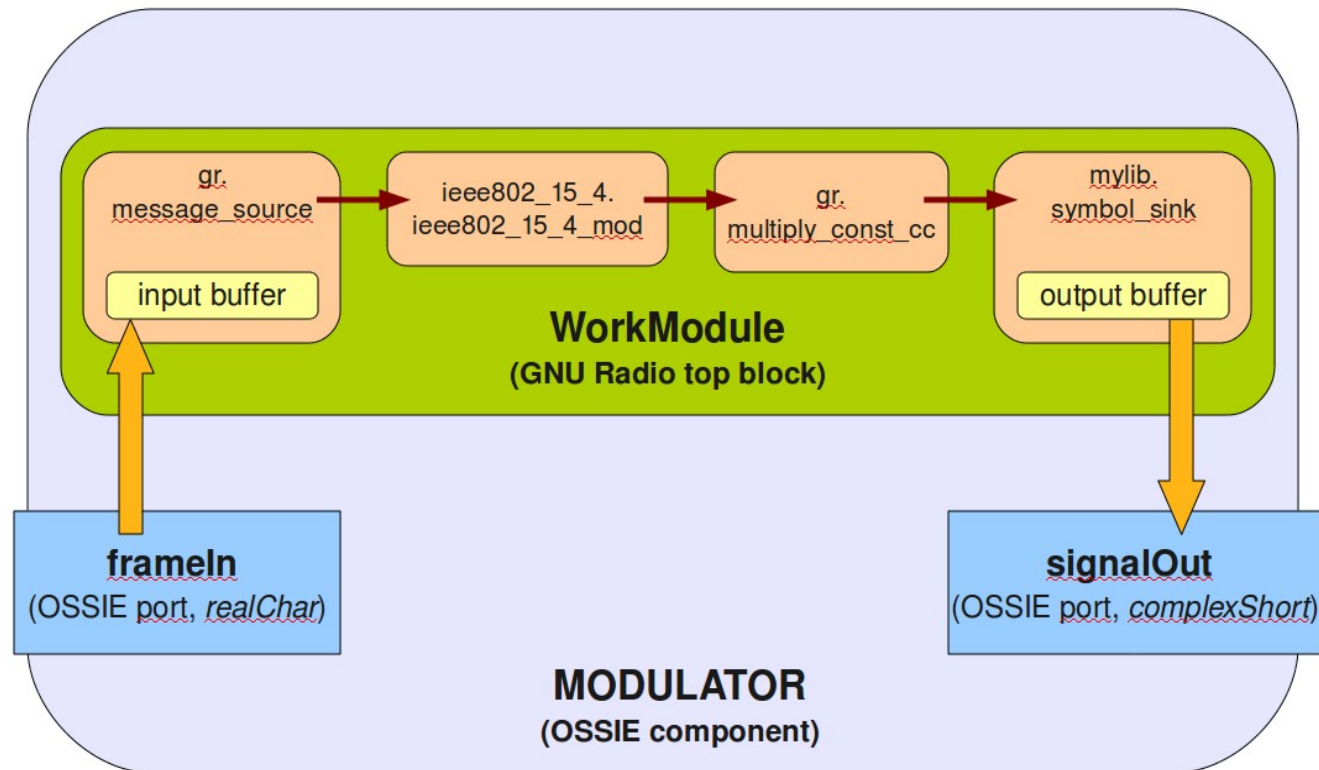 gr.
message_source
input buffer
ieee802_15_4.
ieee802_15_4_mod
gr.
multiply_const_cc
mylib.
symbol_sink
output buffer
WorkModule
(GNU Radio top block)
frameIn
(OSSIE port, realChar)
signalOut
(OSSIE port, complexShort)
MODULATOR
(OSSIE component)